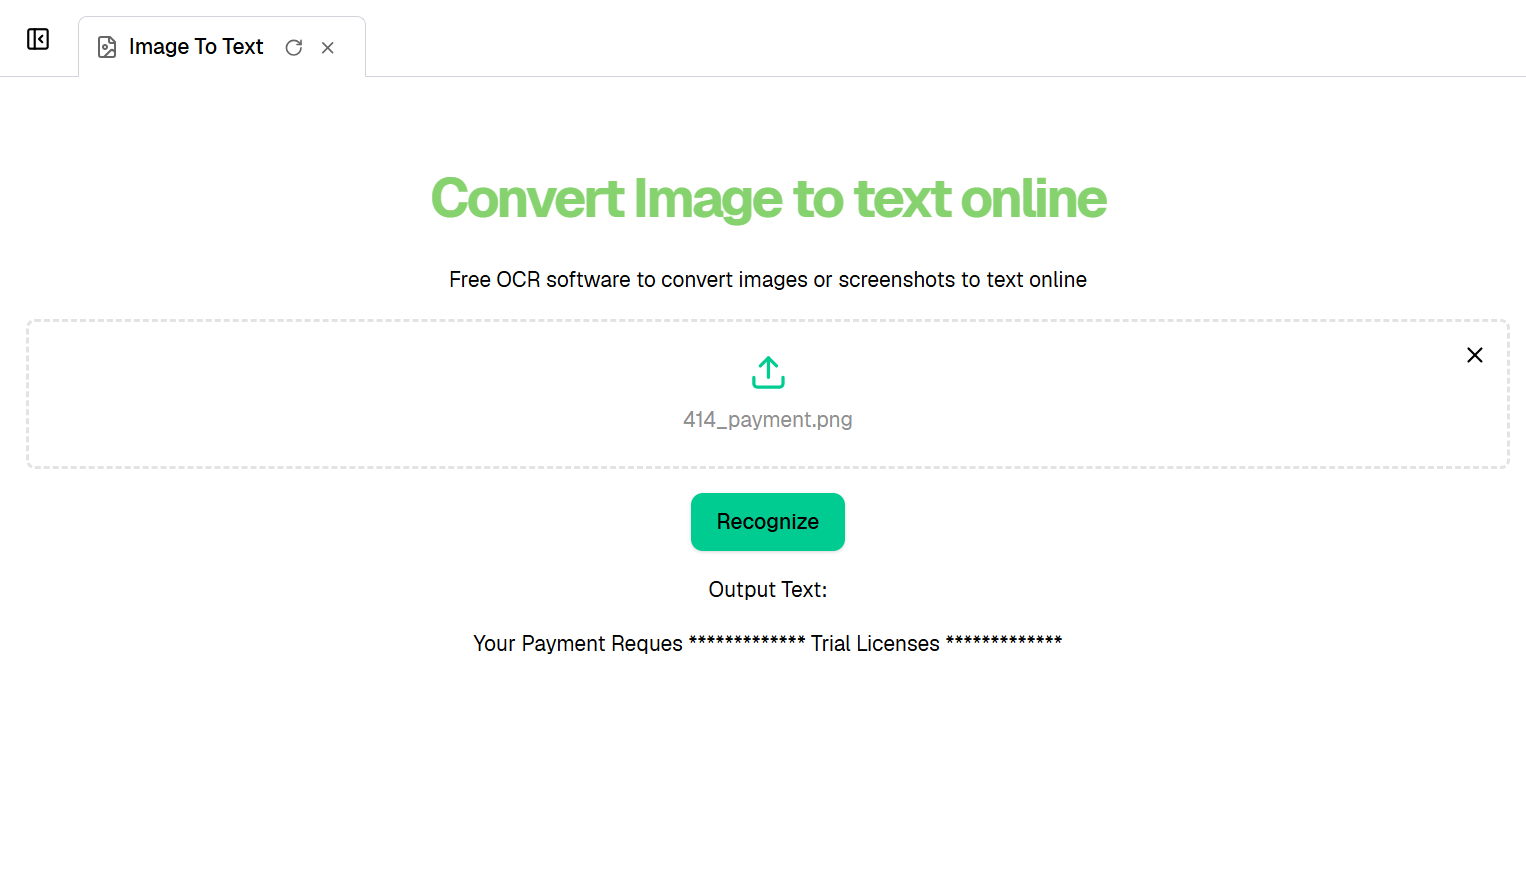 Image To Text
Convert Image to text online
Free OCR software to convert images or screenshots to text online
414_payment.png
Recognize
Output Text:
Your Payment Reques ************* Trial Licenses *************